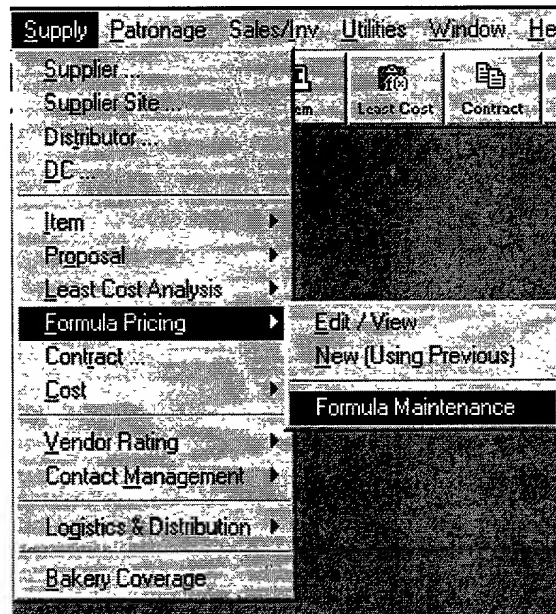 Supply Patronage Sales/Inv Utilities Window He
Supplier ...
Supplier Site ...
Distributor ...
DC ...
em Least Cost Contract
Item
Proposal
Least Cost Analysis
Formula Pricing
Contract ...
Cost
Edit / View
New (Using Previous)
Formula Maintenance
Vendor Rating
Contact Management
Logistics & Distribution
Bakery Coverage